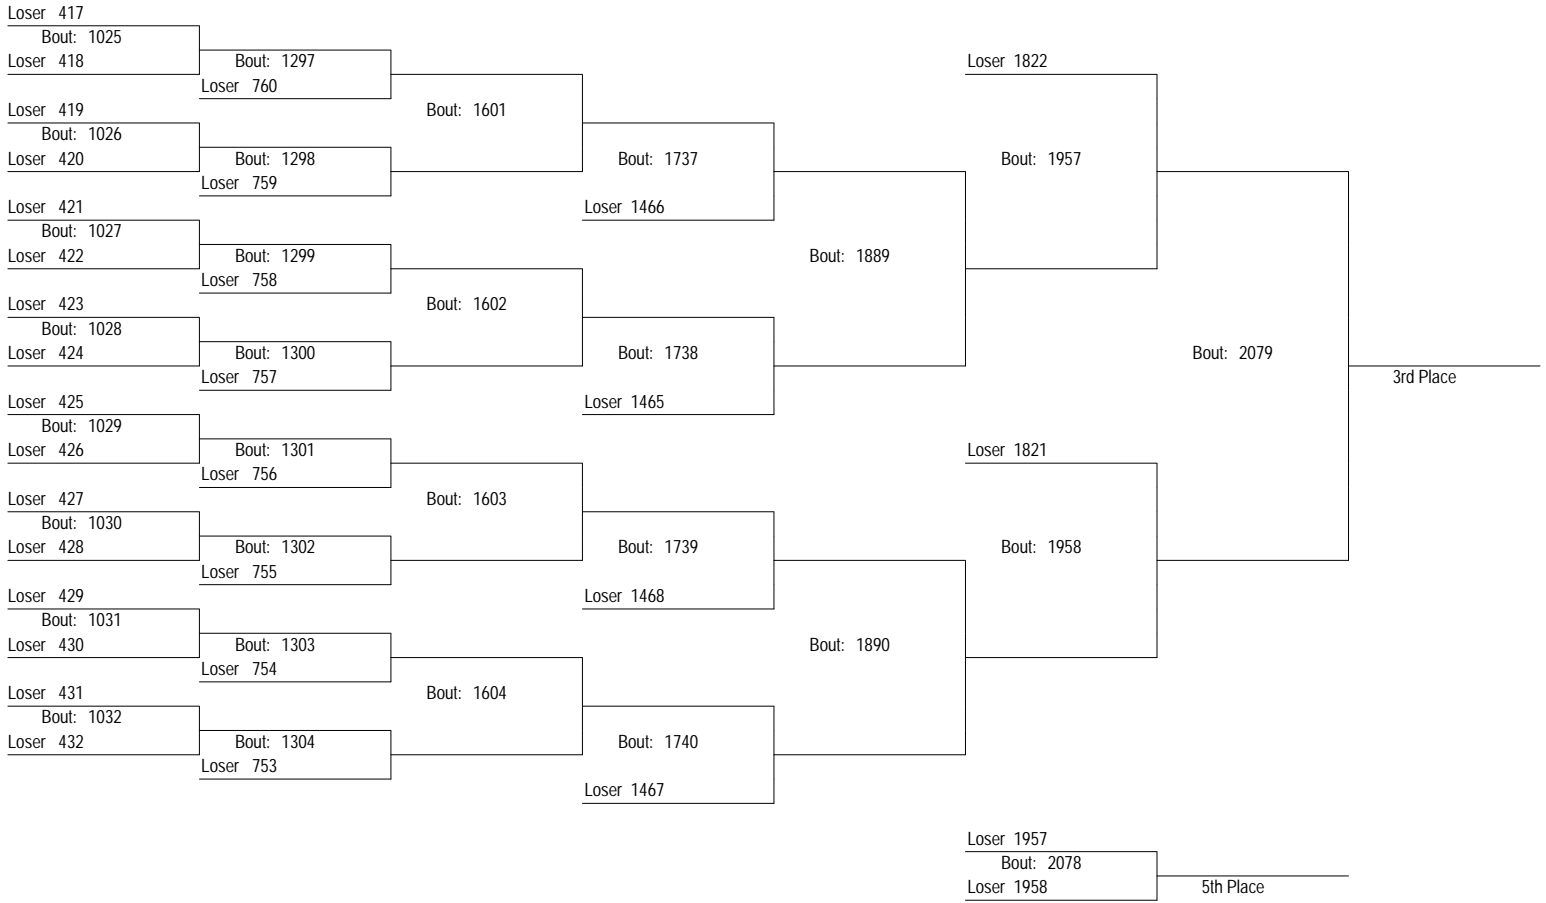 Loser 417
Bout: 1025
Loser 418 Bout: 1297 Loser 1822
Loser 760
Loser 419 Bout: 1601
Bout: 1026
Loser 420 Bout: 1298 Bout: 1737 Bout: 1957
Loser 759
Loser 421 Loser 1466
Bout: 1027
Loser 422 Bout: 1299 Bout: 1889
Loser 758
Loser 423 Bout: 1602
Bout: 1028
Loser 424 Bout: 1300 Bout: 1738 Bout: 2079
Loser 757 3rd Place
Loser 425 Loser 1465
Bout: 1029
Loser 426 Bout: 1301 Loser 1821
Loser 756
Loser 427 Bout: 1603
Bout: 1030
Loser 428 Bout: 1302 Bout: 1739 Bout: 1958
Loser 755
Loser 429 Loser 1468
Bout: 1031
Loser 430 Bout: 1303 Bout: 1890
Loser 754
Loser 431 Bout: 1604
Bout: 1032
Loser 432 Bout: 1304 Bout: 1740
Loser 753
Loser 1467
Loser 1957
Bout: 2078
Loser 1958 5th Place